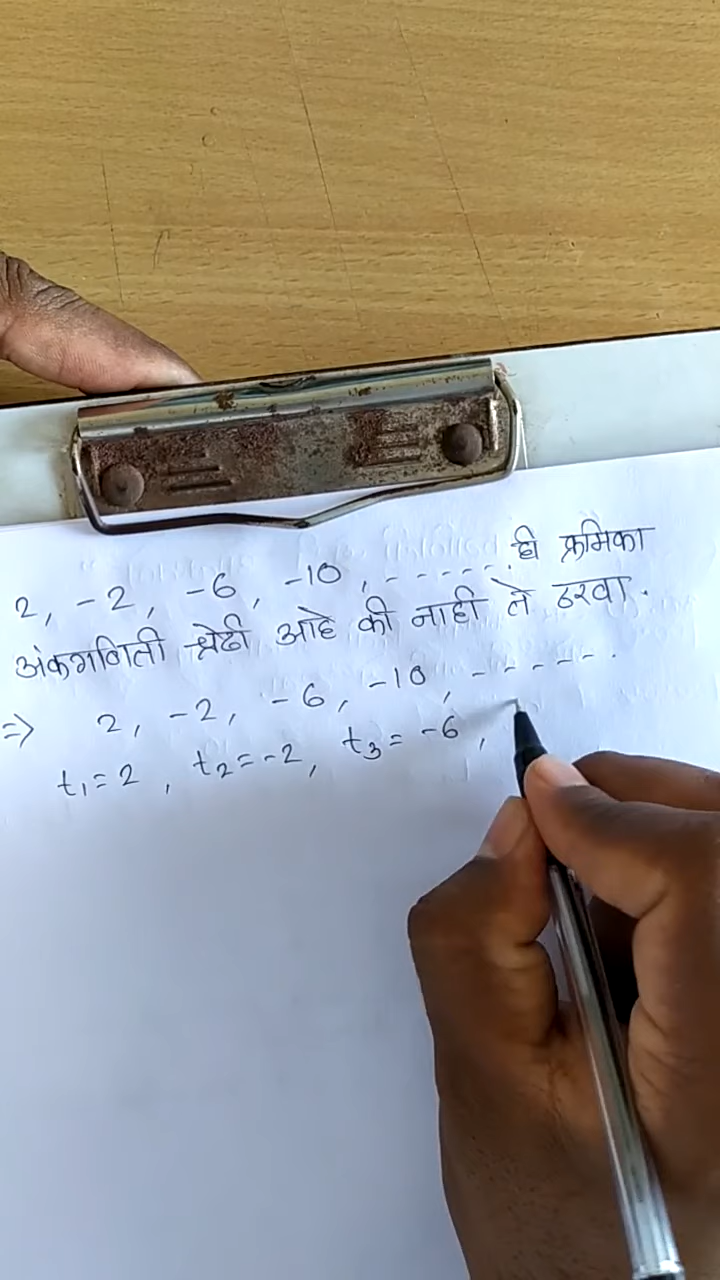 2, -2, -6, -10, - - - - - . ही क्रमिका
अंकगणिती श्रेढी आहे की नाही ते ठरवा.
=> 2, -2, -6, -10, - - - - - .
t₁ = 2 , t₂ = -2, t₃ = -6 ,